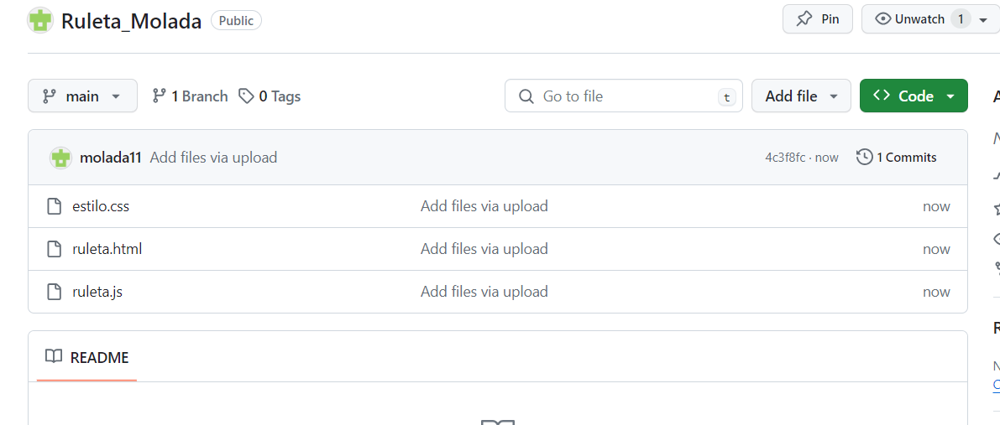 Ruleta_Molada Public Pin Unwatch 1
main 1 Branch 0 Tags Go to file t Add file Code
molada11 Add files via upload 4c3f8fc · now 1 Commits
estilo.css Add files via upload now
ruleta.html Add files via upload now
ruleta.js Add files via upload now
README